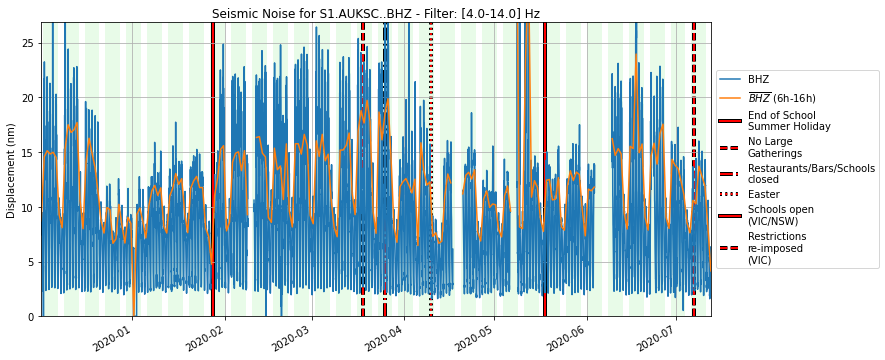 Seismic Noise for S1.AUKSC..BHZ - Filter: [4.0-14.0] Hz
Displacement (nm)
25
20
15
10
5
0
2020-01
2020-02
2020-03
2020-04
2020-05
2020-06
2020-07
BHZ
BHZ (6h-16h)
End of School
Summer Holiday
No Large
Gatherings
Restaurants/Bars/Schools
closed
Easter
Schools open
(VIC/NSW)
Restrictions
re-imposed
(VIC)